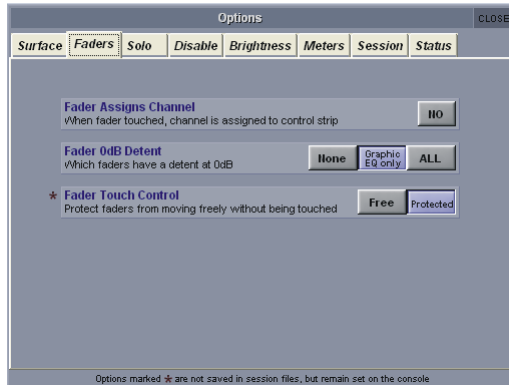 Options
CLOSE
Surface Faders Solo Disable Brightness Meters Session Status
Fader Assigns Channel
When fader touched, channel is assigned to control strip
NO
Fader 0dB Detent
Which faders have a detent at 0dB
None
Graphic
EQ only
ALL
* Fader Touch Control
Protect faders from moving freely without being touched
Free
Protected
Options marked * are not saved in session files, but remain set on the console